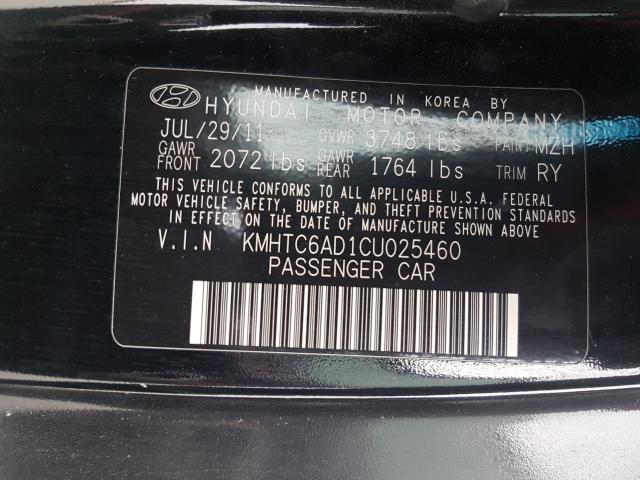 MANUFACTURED IN KOREA BY
HYUNDAI MOTOR COMPANY
JUL/29/11 GVWR 3748 lbs PAINT MZH
GAWR FRONT 2072 lbs GAWR REAR 1764 lbs TRIM RY
THIS VEHICLE CONFORMS TO ALL APPLICABLE U.S.A. FEDERAL
MOTOR VEHICLE SAFETY, BUMPER, AND THEFT PREVENTION STANDARDS
IN EFFECT ON THE DATE OF MANUFACTURE SHOWN ABOVE.
V.I.N KMHTC6AD1CU025460
PASSENGER CAR